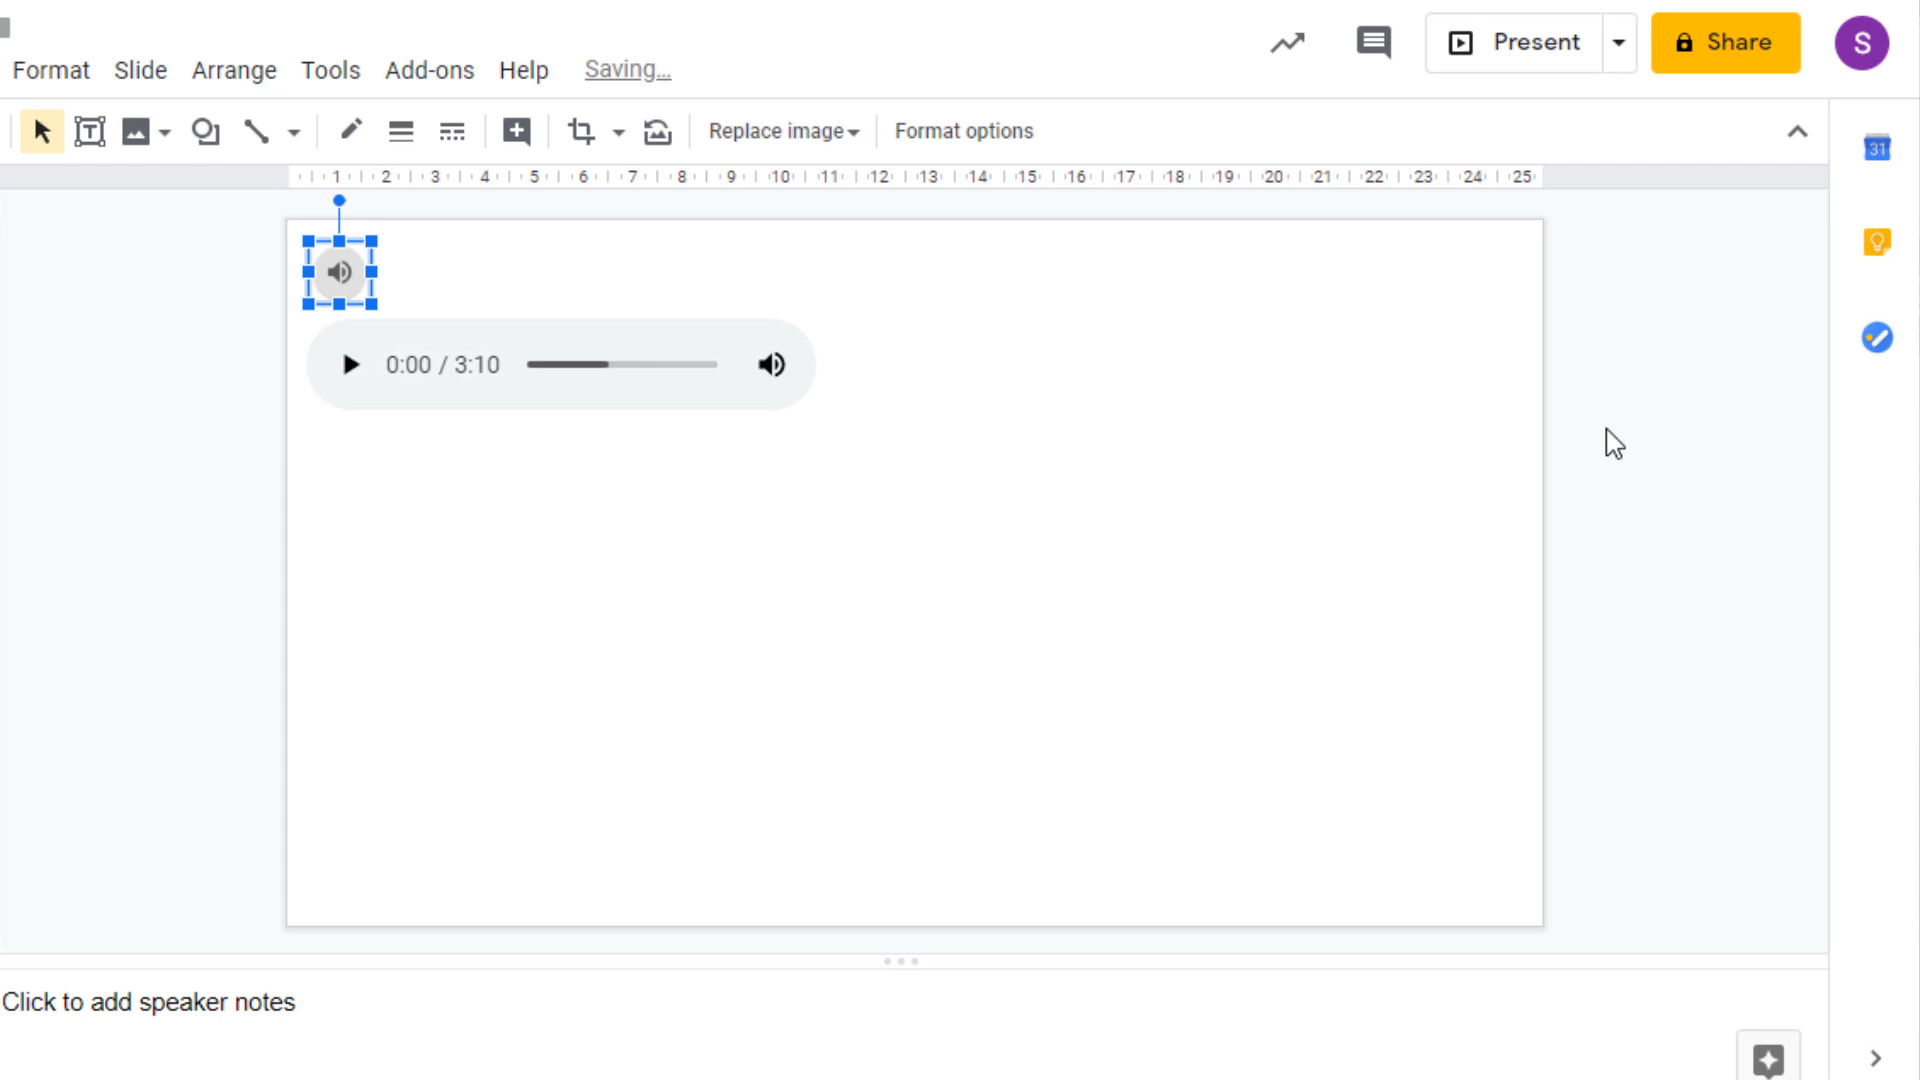 Format Slide Arrange Tools Add-ons Help Saving... Present Share S
Replace image Format options
1 2 3 4 5 6 7 8 9 10 11 12 13 14 15 16 17 18 19 20 21 22 23 24 25
31
0:00 / 3:10
Click to add speaker notes